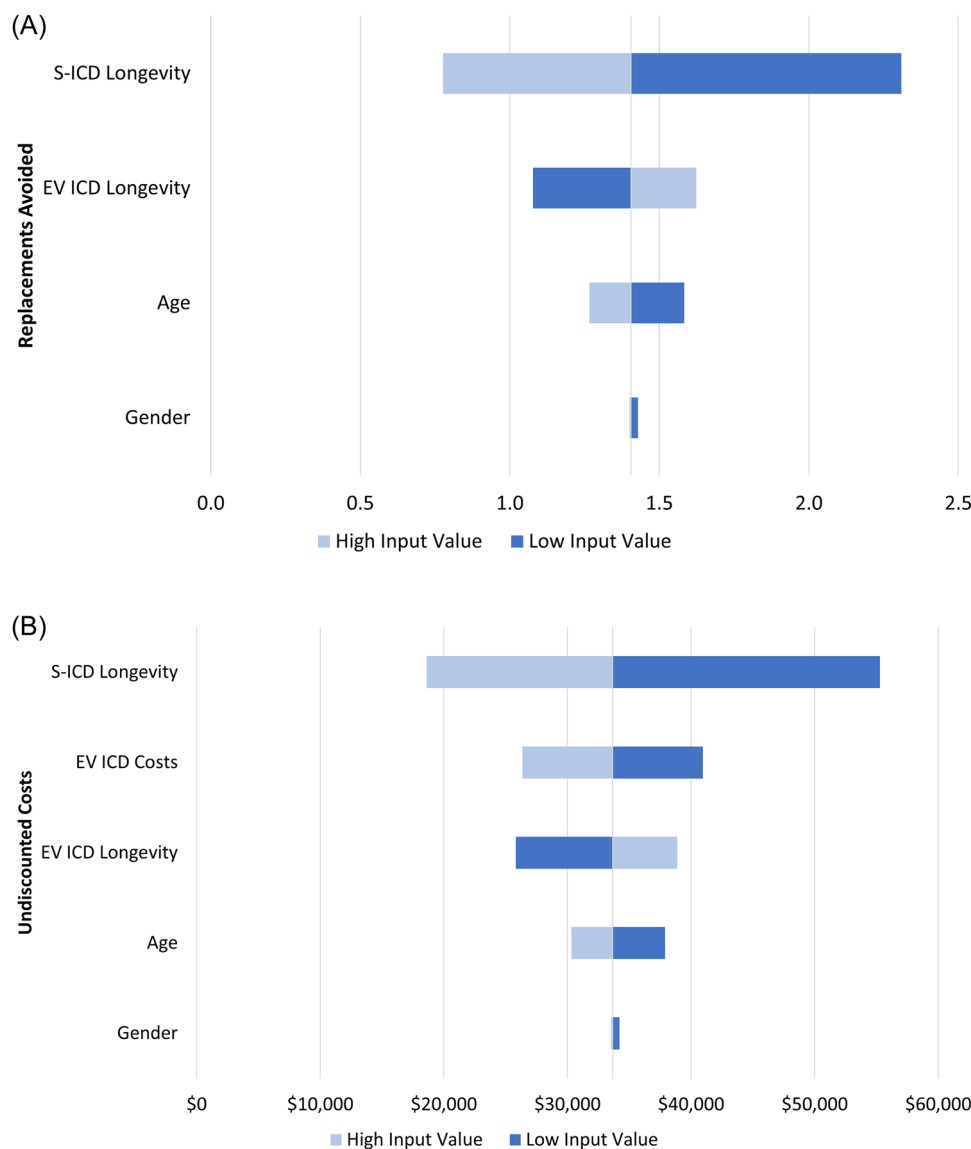 (A)
Replacements Avoided
S-ICD Longevity
EV ICD Longevity
Age
Gender
0.0 0.5 1.0 1.5 2.0 2.5
High Input Value Low Input Value
(B)
Undiscounted Costs
S-ICD Longevity
EV ICD Costs
EV ICD Longevity
Age
Gender
$0 $10,000 $20,000 $30,000 $40,000 $50,000 $60,000
High Input Value Low Input Value